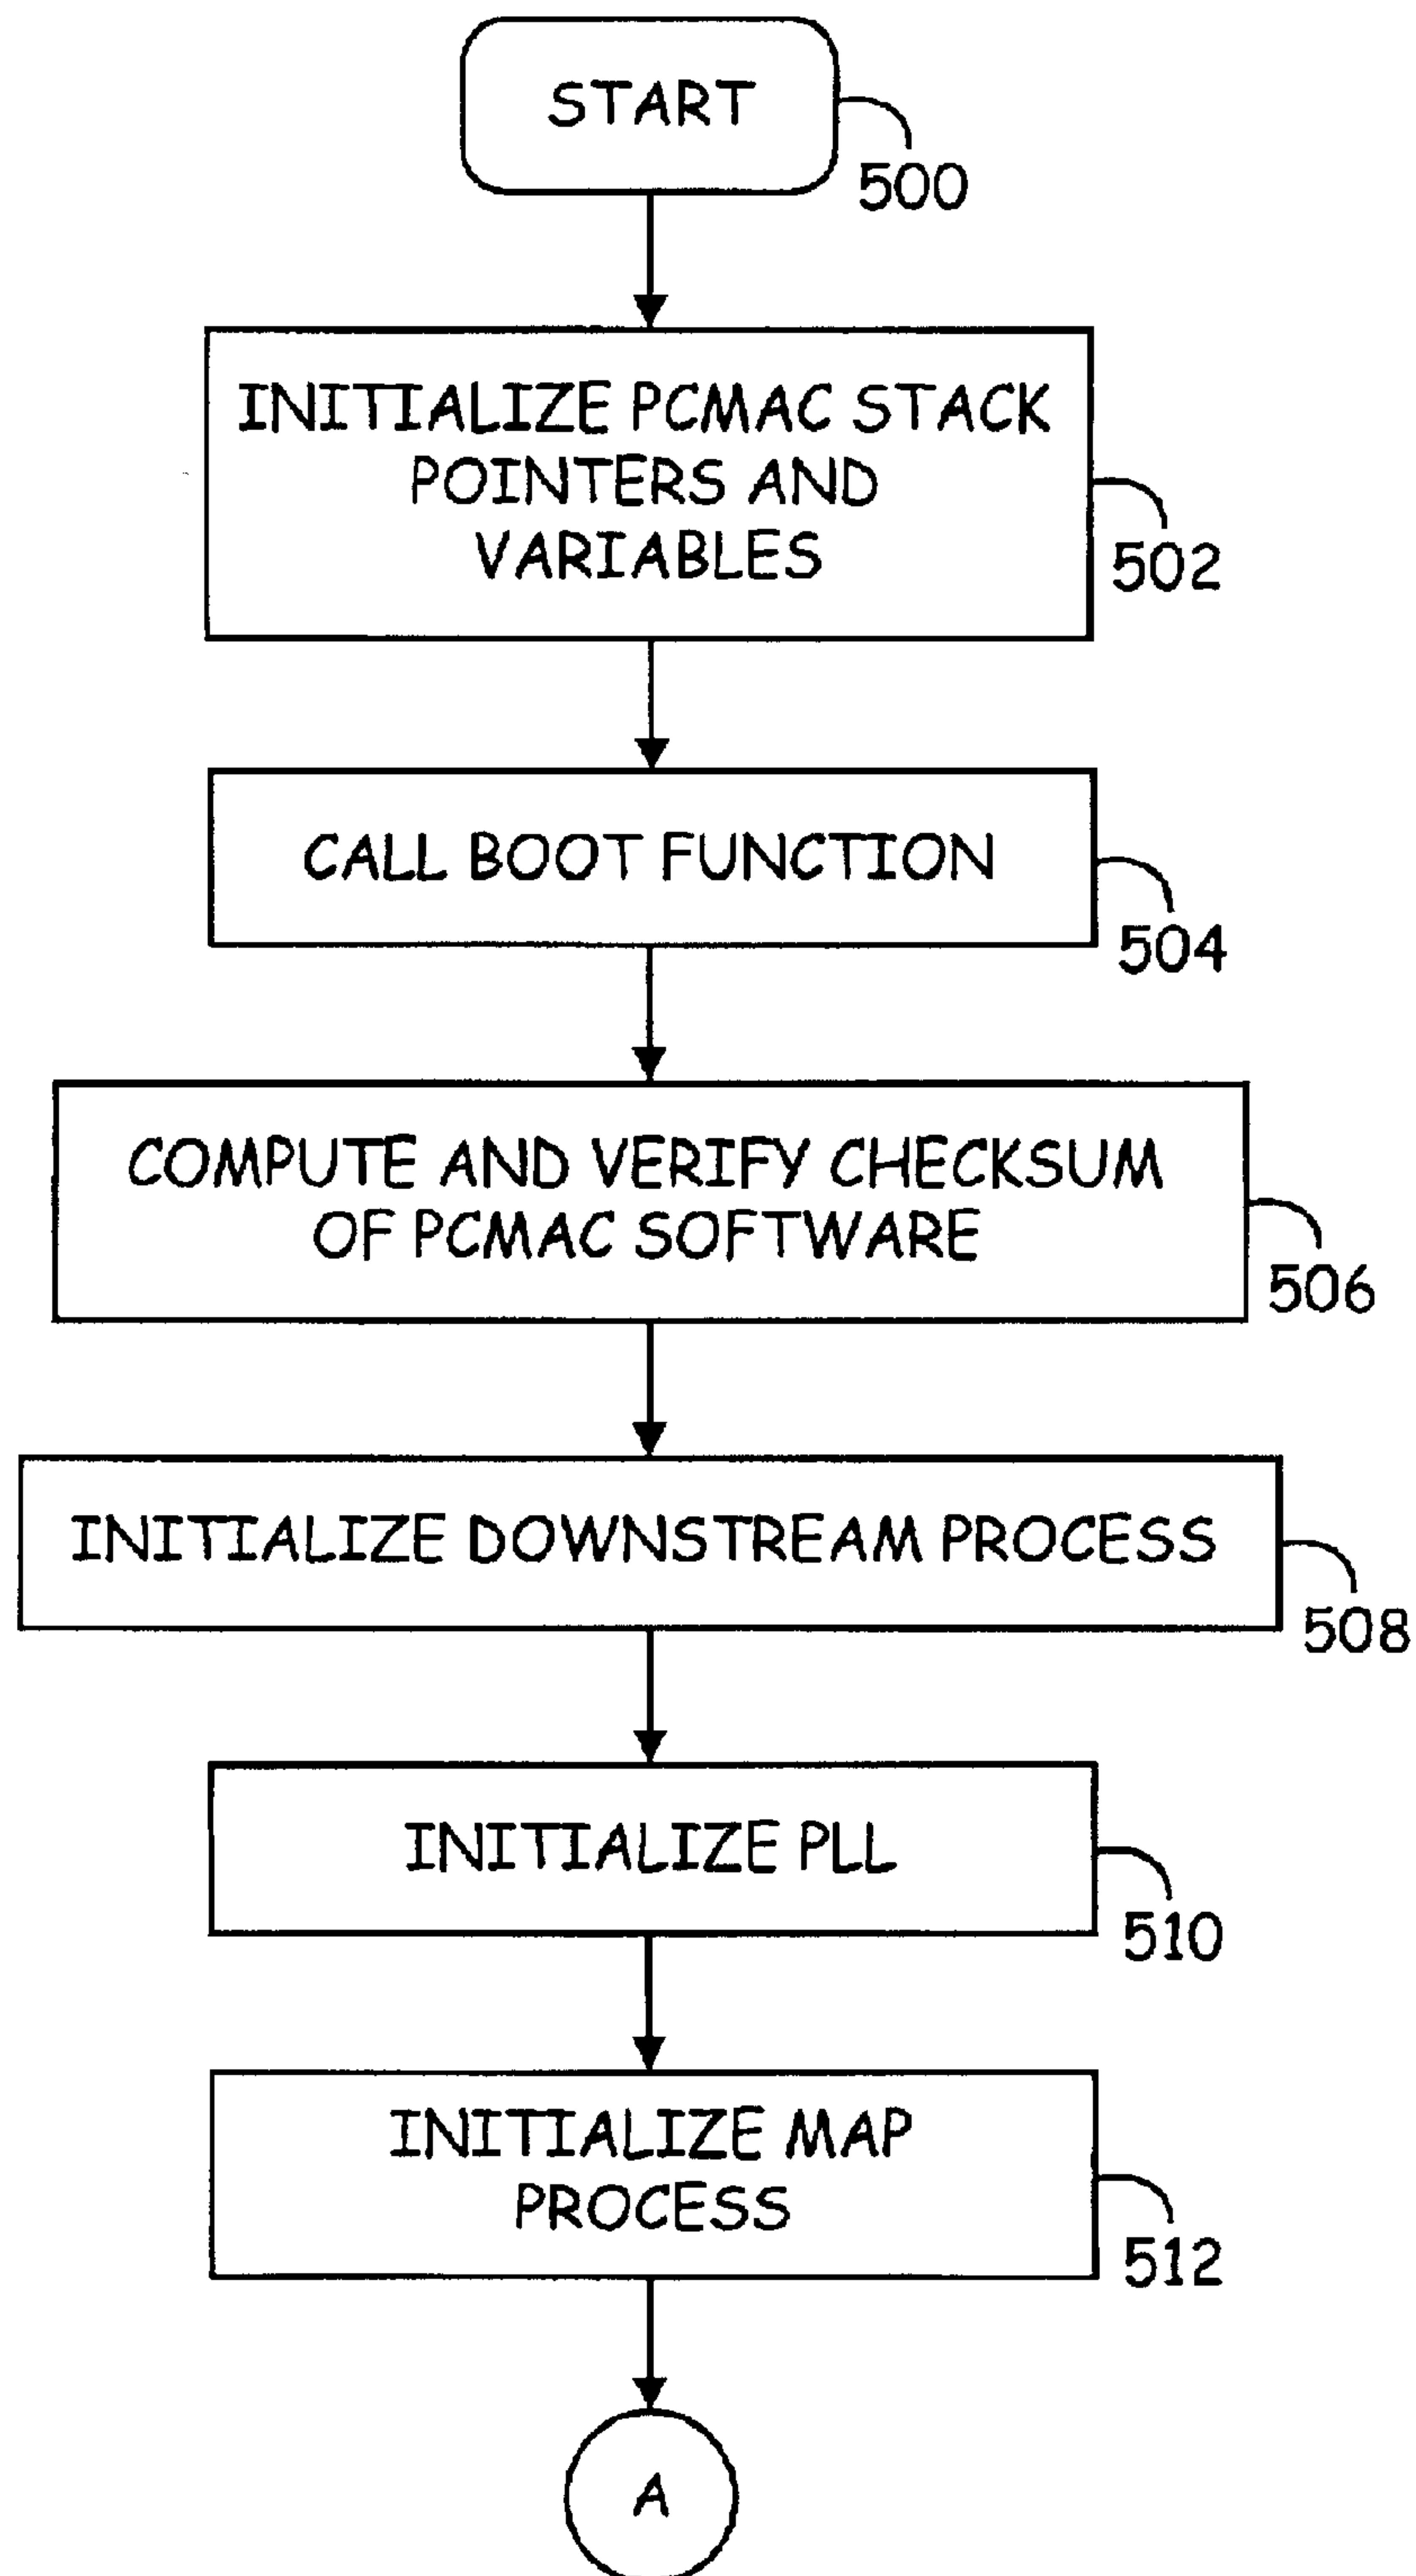 START
500
INITIALIZE PCMAC STACK
POINTERS AND
VARIABLES
502
CALL BOOT FUNCTION
504
COMPUTE AND VERIFY CHECKSUM
OF PCMAC SOFTWARE
506
INITIALIZE DOWNSTREAM PROCESS
508
INITIALIZE PLL
510
INITIALIZE MAP
PROCESS
512
A